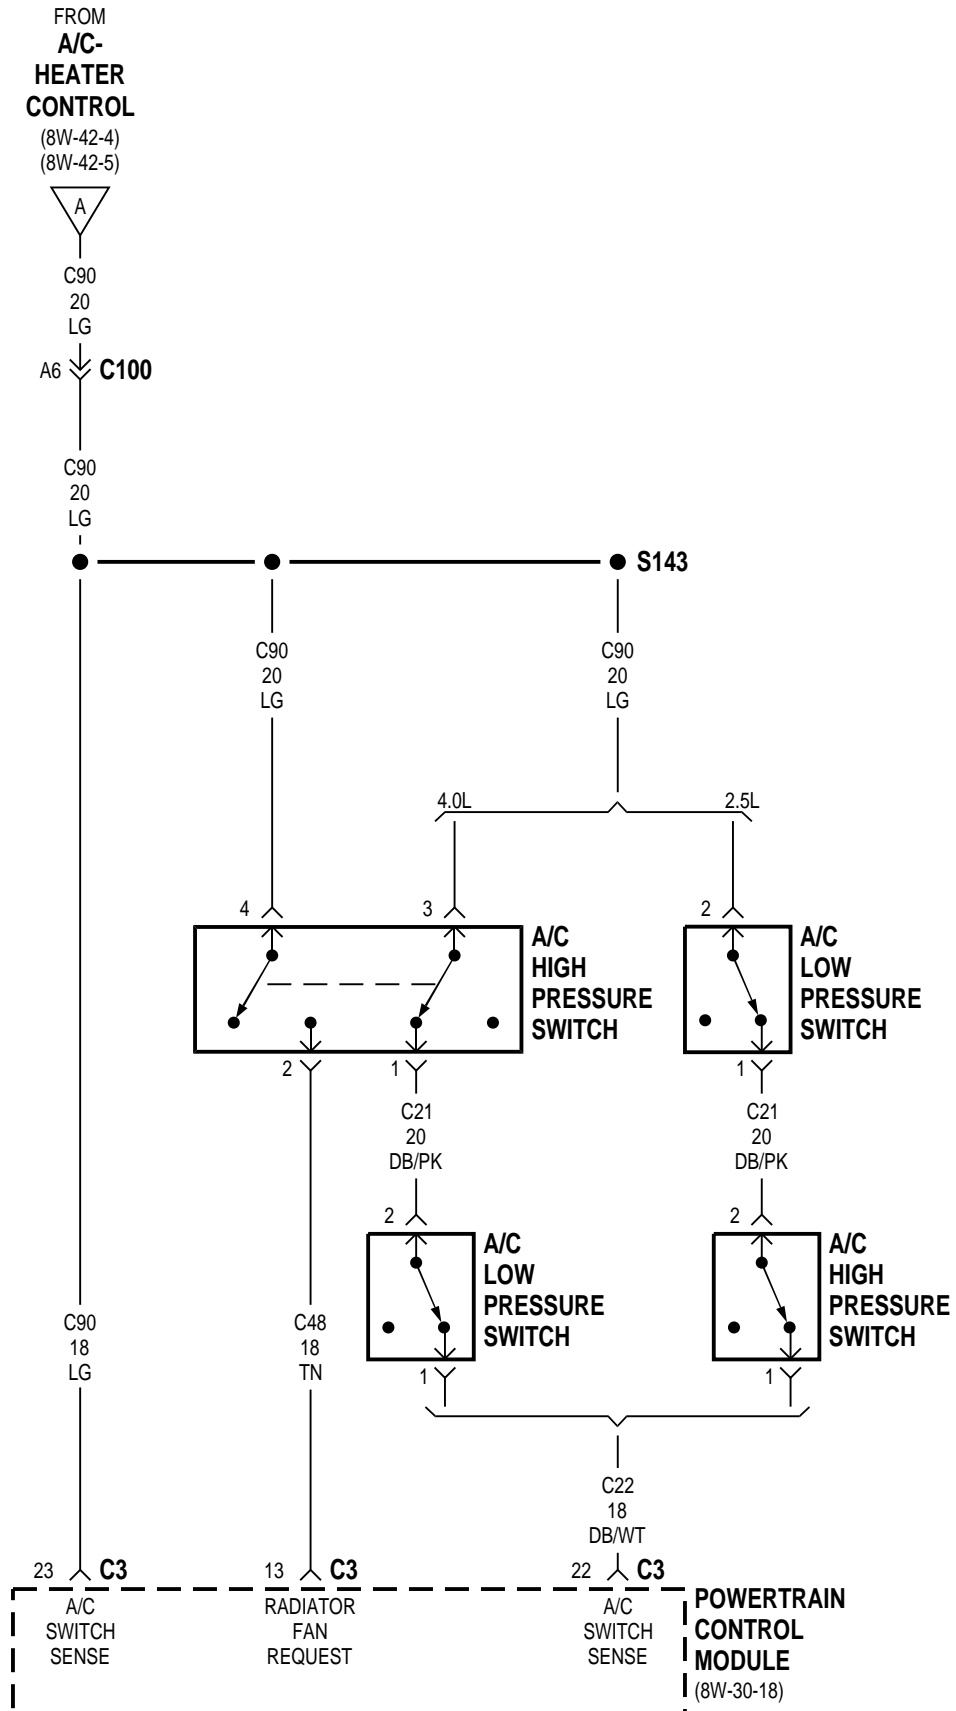 FROM
A/C-
HEATER
CONTROL
(8W-42-4)
(8W-42-5)
A
C90
20
LG
A6 C100
C90
20
LG
S143
C90
20
LG
C90
20
LG
4.0L
2.5L
4
3
2
A/C
HIGH
PRESSURE
SWITCH
A/C
LOW
PRESSURE
SWITCH
2
1
1
C21
20
DB/PK
C21
20
DB/PK
2
2
A/C
LOW
PRESSURE
SWITCH
A/C
HIGH
PRESSURE
SWITCH
C90
18
LG
C48
18
TN
1
1
C22
18
DB/WT
23 C3
13 C3
22 C3
A/C
SWITCH
SENSE
RADIATOR
FAN
REQUEST
A/C
SWITCH
SENSE
POWERTRAIN
CONTROL
MODULE
(8W-30-18)